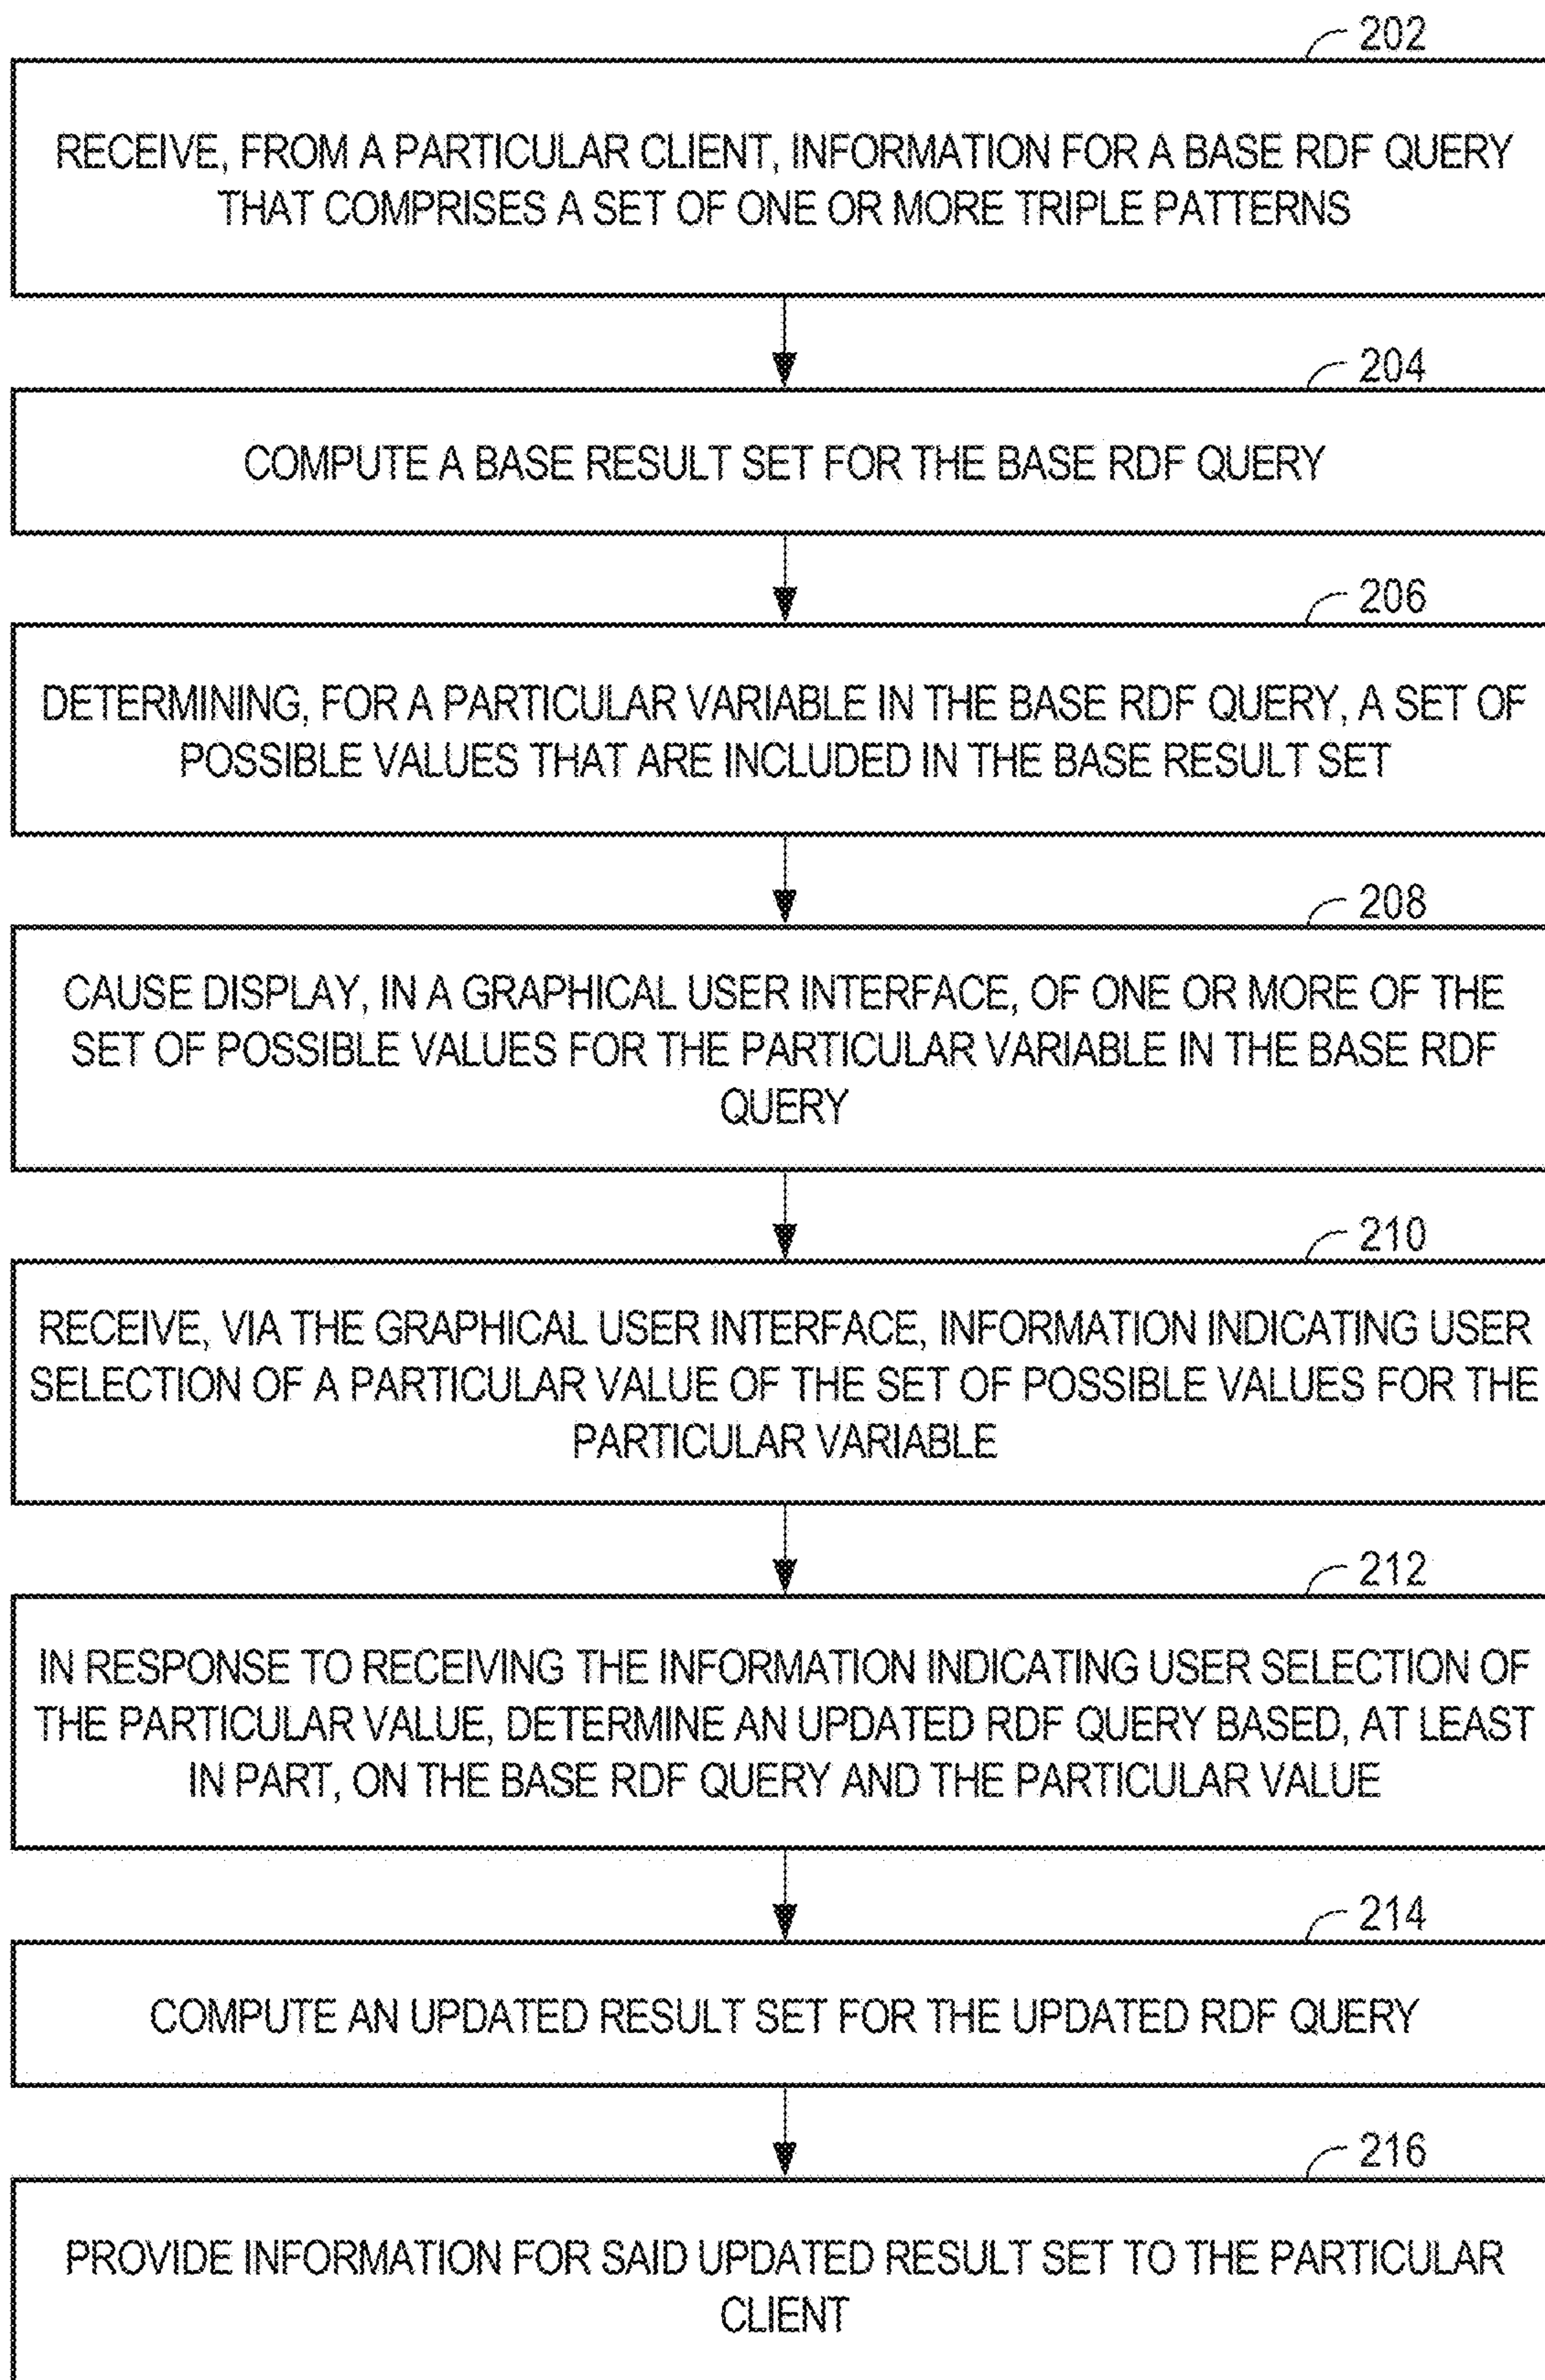 202
RECEIVE, FROM A PARTICULAR CLIENT, INFORMATION FOR A BASE RDF QUERY
THAT COMPRISES A SET OF ONE OR MORE TRIPLE PATTERNS
204
COMPUTE A BASE RESULT SET FOR THE BASE RDF QUERY
206
DETERMINING, FOR A PARTICULAR VARIABLE IN THE BASE RDF QUERY, A SET OF
POSSIBLE VALUES THAT ARE INCLUDED IN THE BASE RESULT SET
208
CAUSE DISPLAY, IN A GRAPHICAL USER INTERFACE, OF ONE OR MORE OF THE
SET OF POSSIBLE VALUES FOR THE PARTICULAR VARIABLE IN THE BASE RDF
QUERY
210
RECEIVE, VIA THE GRAPHICAL USER INTERFACE, INFORMATION INDICATING USER
SELECTION OF A PARTICULAR VALUE OF THE SET OF POSSIBLE VALUES FOR THE
PARTICULAR VARIABLE
212
IN RESPONSE TO RECEIVING THE INFORMATION INDICATING USER SELECTION OF
THE PARTICULAR VALUE, DETERMINE AN UPDATED RDF QUERY BASED, AT LEAST
IN PART, ON THE BASE RDF QUERY AND THE PARTICULAR VALUE
214
COMPUTE AN UPDATED RESULT SET FOR THE UPDATED RDF QUERY
216
PROVIDE INFORMATION FOR SAID UPDATED RESULT SET TO THE PARTICULAR
CLIENT